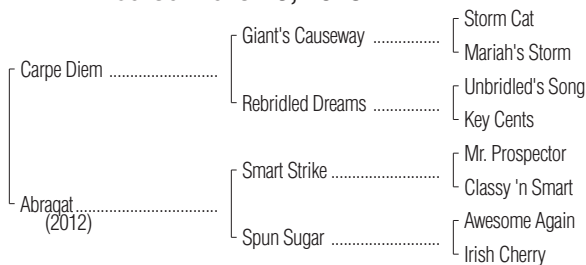 Storm Cat
Giant's Causeway ................
Mariah's Storm
Carpe Diem ..........................
Unbridled's Song
Rebridled Dreams ................
Key Cents
Mr. Prospector
Smart Strike .........................
Classy 'n Smart
Abragat ..................................
(2012)
Awesome Again
Spun Sugar ..........................
Irish Cherry